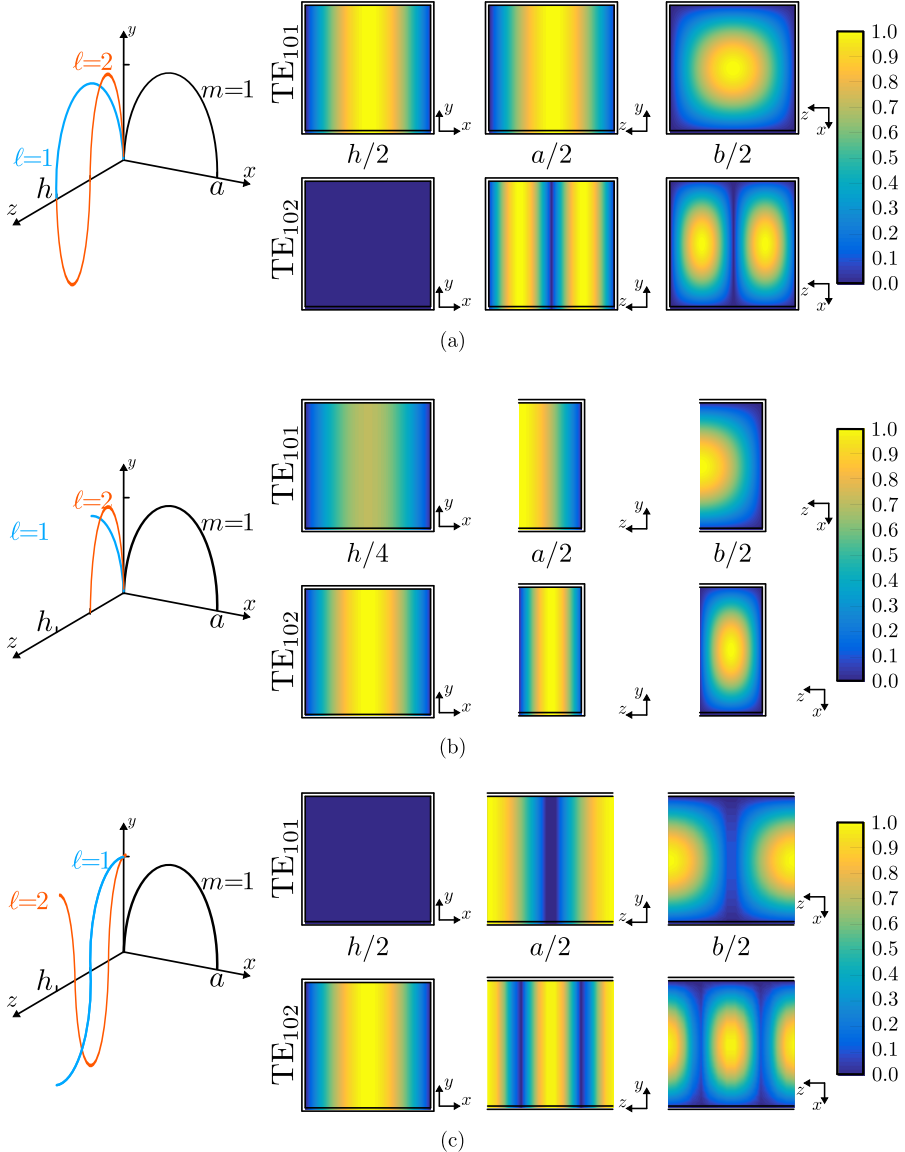 y
ℓ=2
m=1
ℓ=1
h
a
x
z
TE101
y
x
h/2
y
z
a/2
z
x
b/2
TE102
y
x
y
z
z
x
1.0
0.9
0.8
0.7
0.6
0.5
0.4
0.3
0.2
0.1
0.0
(a)
y
ℓ=2
ℓ=1
m=1
h
a
x
z
TE101
y
x
h/4
y
z
a/2
z
x
b/2
TE102
y
x
y
z
z
x
1.0
0.9
0.8
0.7
0.6
0.5
0.4
0.3
0.2
0.1
0.0
(b)
y
ℓ=1
m=1
ℓ=2
h
a
x
z
TE101
y
x
h/2
y
z
a/2
z
x
b/2
TE102
y
x
y
z
z
x
1.0
0.9
0.8
0.7
0.6
0.5
0.4
0.3
0.2
0.1
0.0
(c)